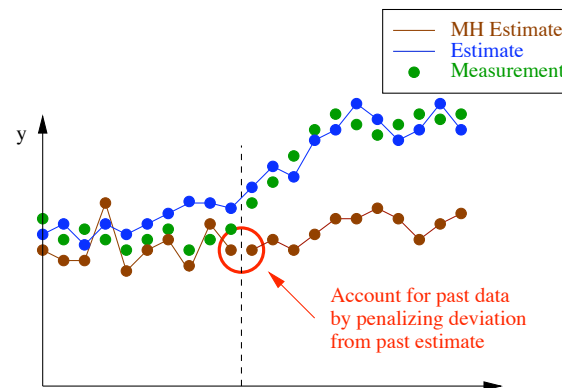 MH Estimate
Estimate
Measurement
y
Account for past data
by penalizing deviation
from past estimate